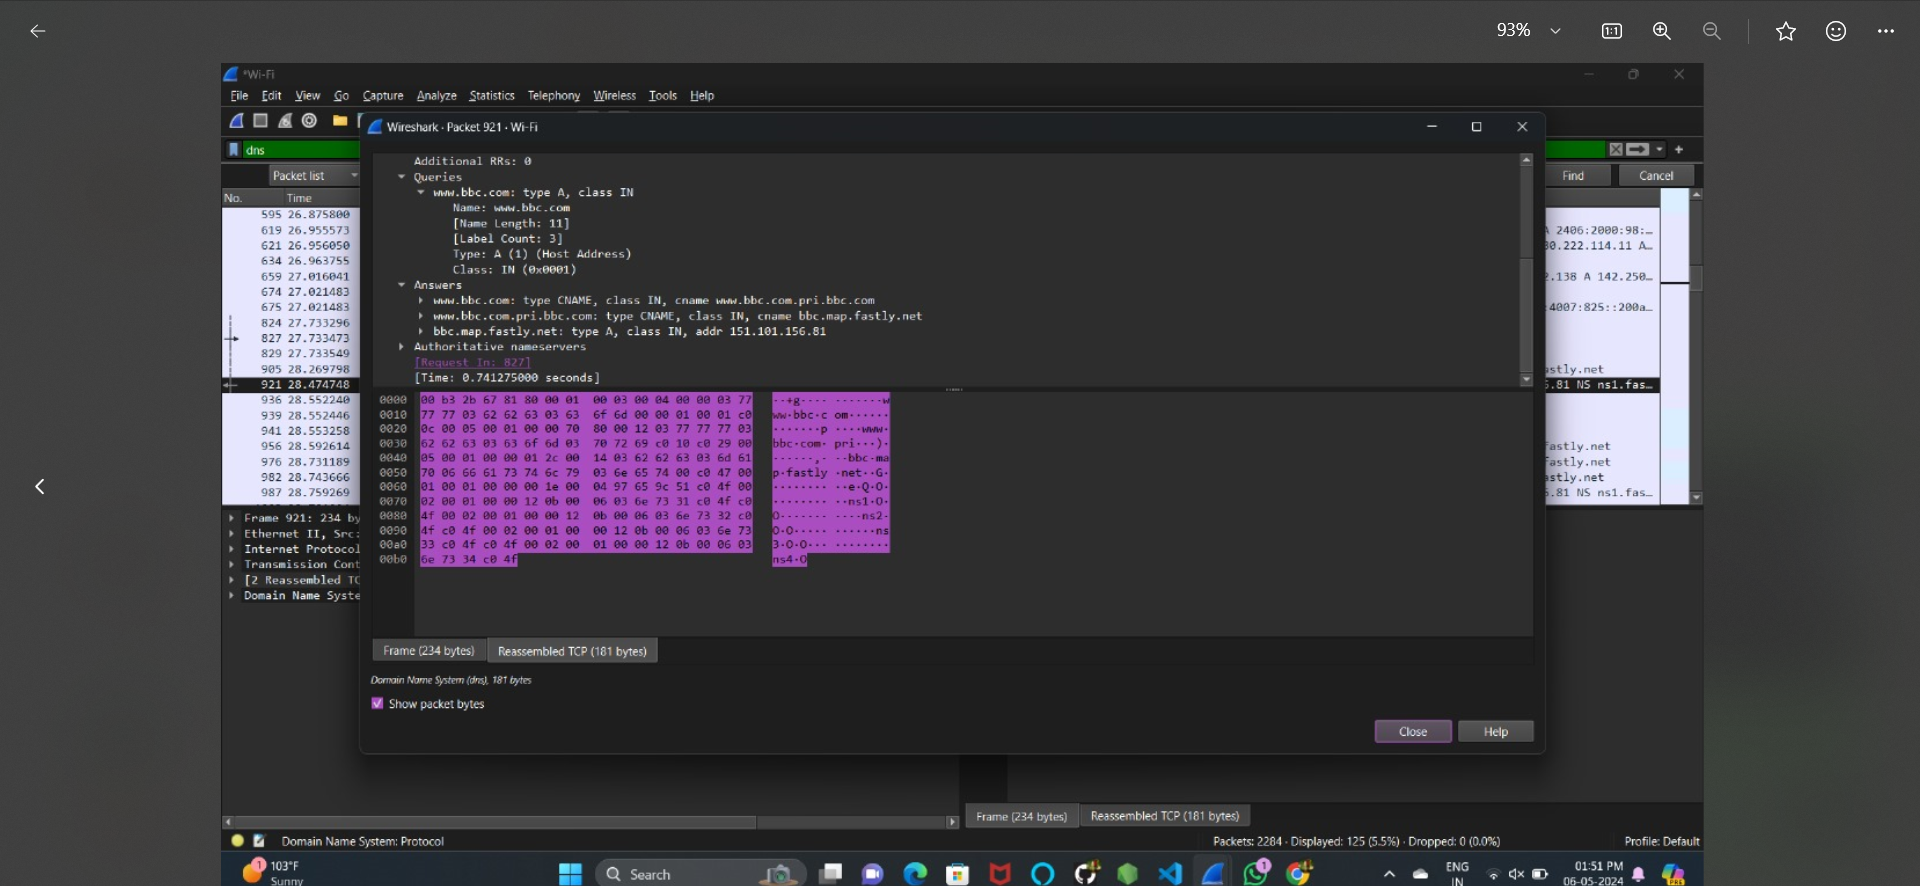 93%
*Wi-Fi
File Edit View Go Capture Analyze Statistics Telephony Wireless Tools Help
Wireshark · Packet 921 · Wi-Fi
dns
Packet list
Find
Cancel
No. Time
595 26.875800
619 26.955573
621 26.956050
634 26.963755
659 27.016041
674 27.021483
675 27.021483
824 27.733296
827 27.733473
829 27.733549
905 28.269798
921 28.474748
936 28.552240
939 28.552446
941 28.553258
956 28.592614
976 28.731189
982 28.743666
987 28.759269
Additional RRs: 0
Queries
www.bbc.com: type A, class IN
Name: www.bbc.com
[Name Length: 11]
[Label Count: 3]
Type: A (1) (Host Address)
Class: IN (0x0001)
Answers
www.bbc.com: type CNAME, class IN, cname www.bbc.com.pri.bbc.com
www.bbc.com.pri.bbc.com: type CNAME, class IN, cname bbc.map.fastly.net
bbc.map.fastly.net: type A, class IN, addr 151.101.156.81
Authoritative nameservers
[Request In: 827]
[Time: 0.741275000 seconds]
A 2406:2000:98:…
30.222.114.11 A…
2.138 A 142.250…
4007:825::200a…
astly.net
5.81 NS ns1.fas…
fastly.net
fastly.net
stly.net
5.81 NS ns1.fas…
0000 00 b3 2b 67 81 80 00 01 00 03 00 04 00 00 03 77 ··+g···· ·······w
0010 77 77 03 62 62 63 03 63 6f 6d 00 00 01 00 01 c0 ww·bbc·c om······
0020 0c 00 05 00 01 00 00 70 80 00 12 03 77 77 77 03 ·······p ····www·
0030 62 62 63 03 63 6f 6d 03 70 72 69 c0 10 c0 29 00 bbc·com· pri···)·
0040 05 00 01 00 00 01 2c 00 14 03 62 62 63 03 6d 61 ······,· ··bbc·ma
0050 70 06 66 61 73 74 6c 79 03 6e 65 74 00 c0 47 00 p·fastly ·net··G·
0060 01 00 01 00 00 00 1e 00 04 97 65 9c 51 c0 4f 00 ········ ··e·Q·O·
0070 02 00 01 00 00 12 0b 00 06 03 6e 73 31 c0 4f c0 ········ ··ns1·O·
0080 4f 00 02 00 01 00 00 12 0b 00 06 03 6e 73 32 c0 O······· ····ns2·
0090 4f c0 4f 00 02 00 01 00 00 12 0b 00 06 03 6e 73 O·O····· ······ns
00a0 33 c0 4f c0 4f 00 02 00 01 00 00 12 0b 00 06 03 3·O·O··· ········
00b0 6e 73 34 c0 4f ns4·O
Frame 921: 234 by
Ethernet II, Src:
Internet Protocol
Transmission Cont
[2 Reassembled TC
Domain Name Syste
Frame (234 bytes) Reassembled TCP (181 bytes)
Domain Name System (dns), 181 bytes
Show packet bytes
Close
Help
Frame (234 bytes) Reassembled TCP (181 bytes)
Domain Name System: Protocol
Packets: 2284 · Displayed: 125 (5.5%) · Dropped: 0 (0.0%)
Profile: Default
1
103°F
Sunny
Search
1
ENG
IN
01:51 PM
06-05-2024
PRE